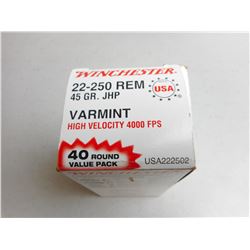 WINCHESTER
22-250 REM
45 GR. JHP
USA
VARMINT
HIGH VELOCITY 4000 FPS
40 ROUND
VALUE PACK
USA222502